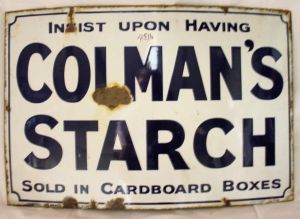 INSIST UPON HAVING
COLMAN'S
STARCH
SOLD IN CARDBOARD BOXES